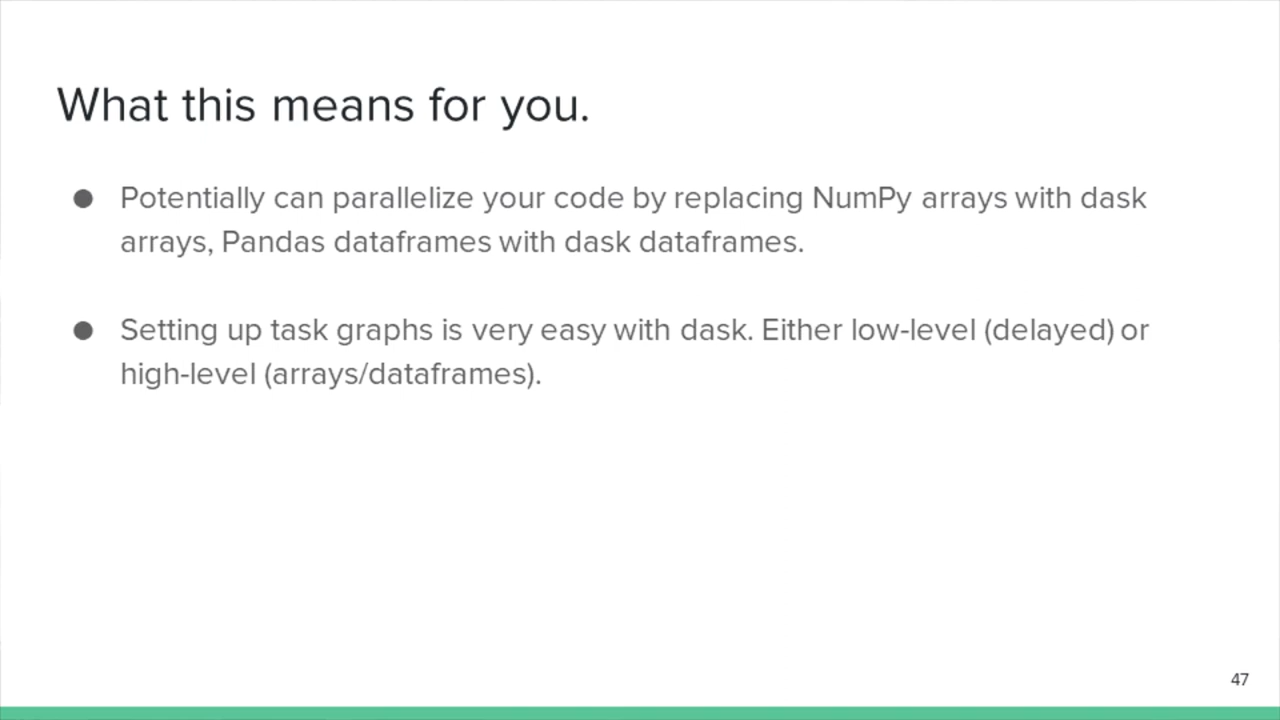 What this means for you.
● Potentially can parallelize your code by replacing NumPy arrays with dask
arrays, Pandas dataframes with dask dataframes.
● Setting up task graphs is very easy with dask. Either low-level (delayed) or
high-level (arrays/dataframes).
47